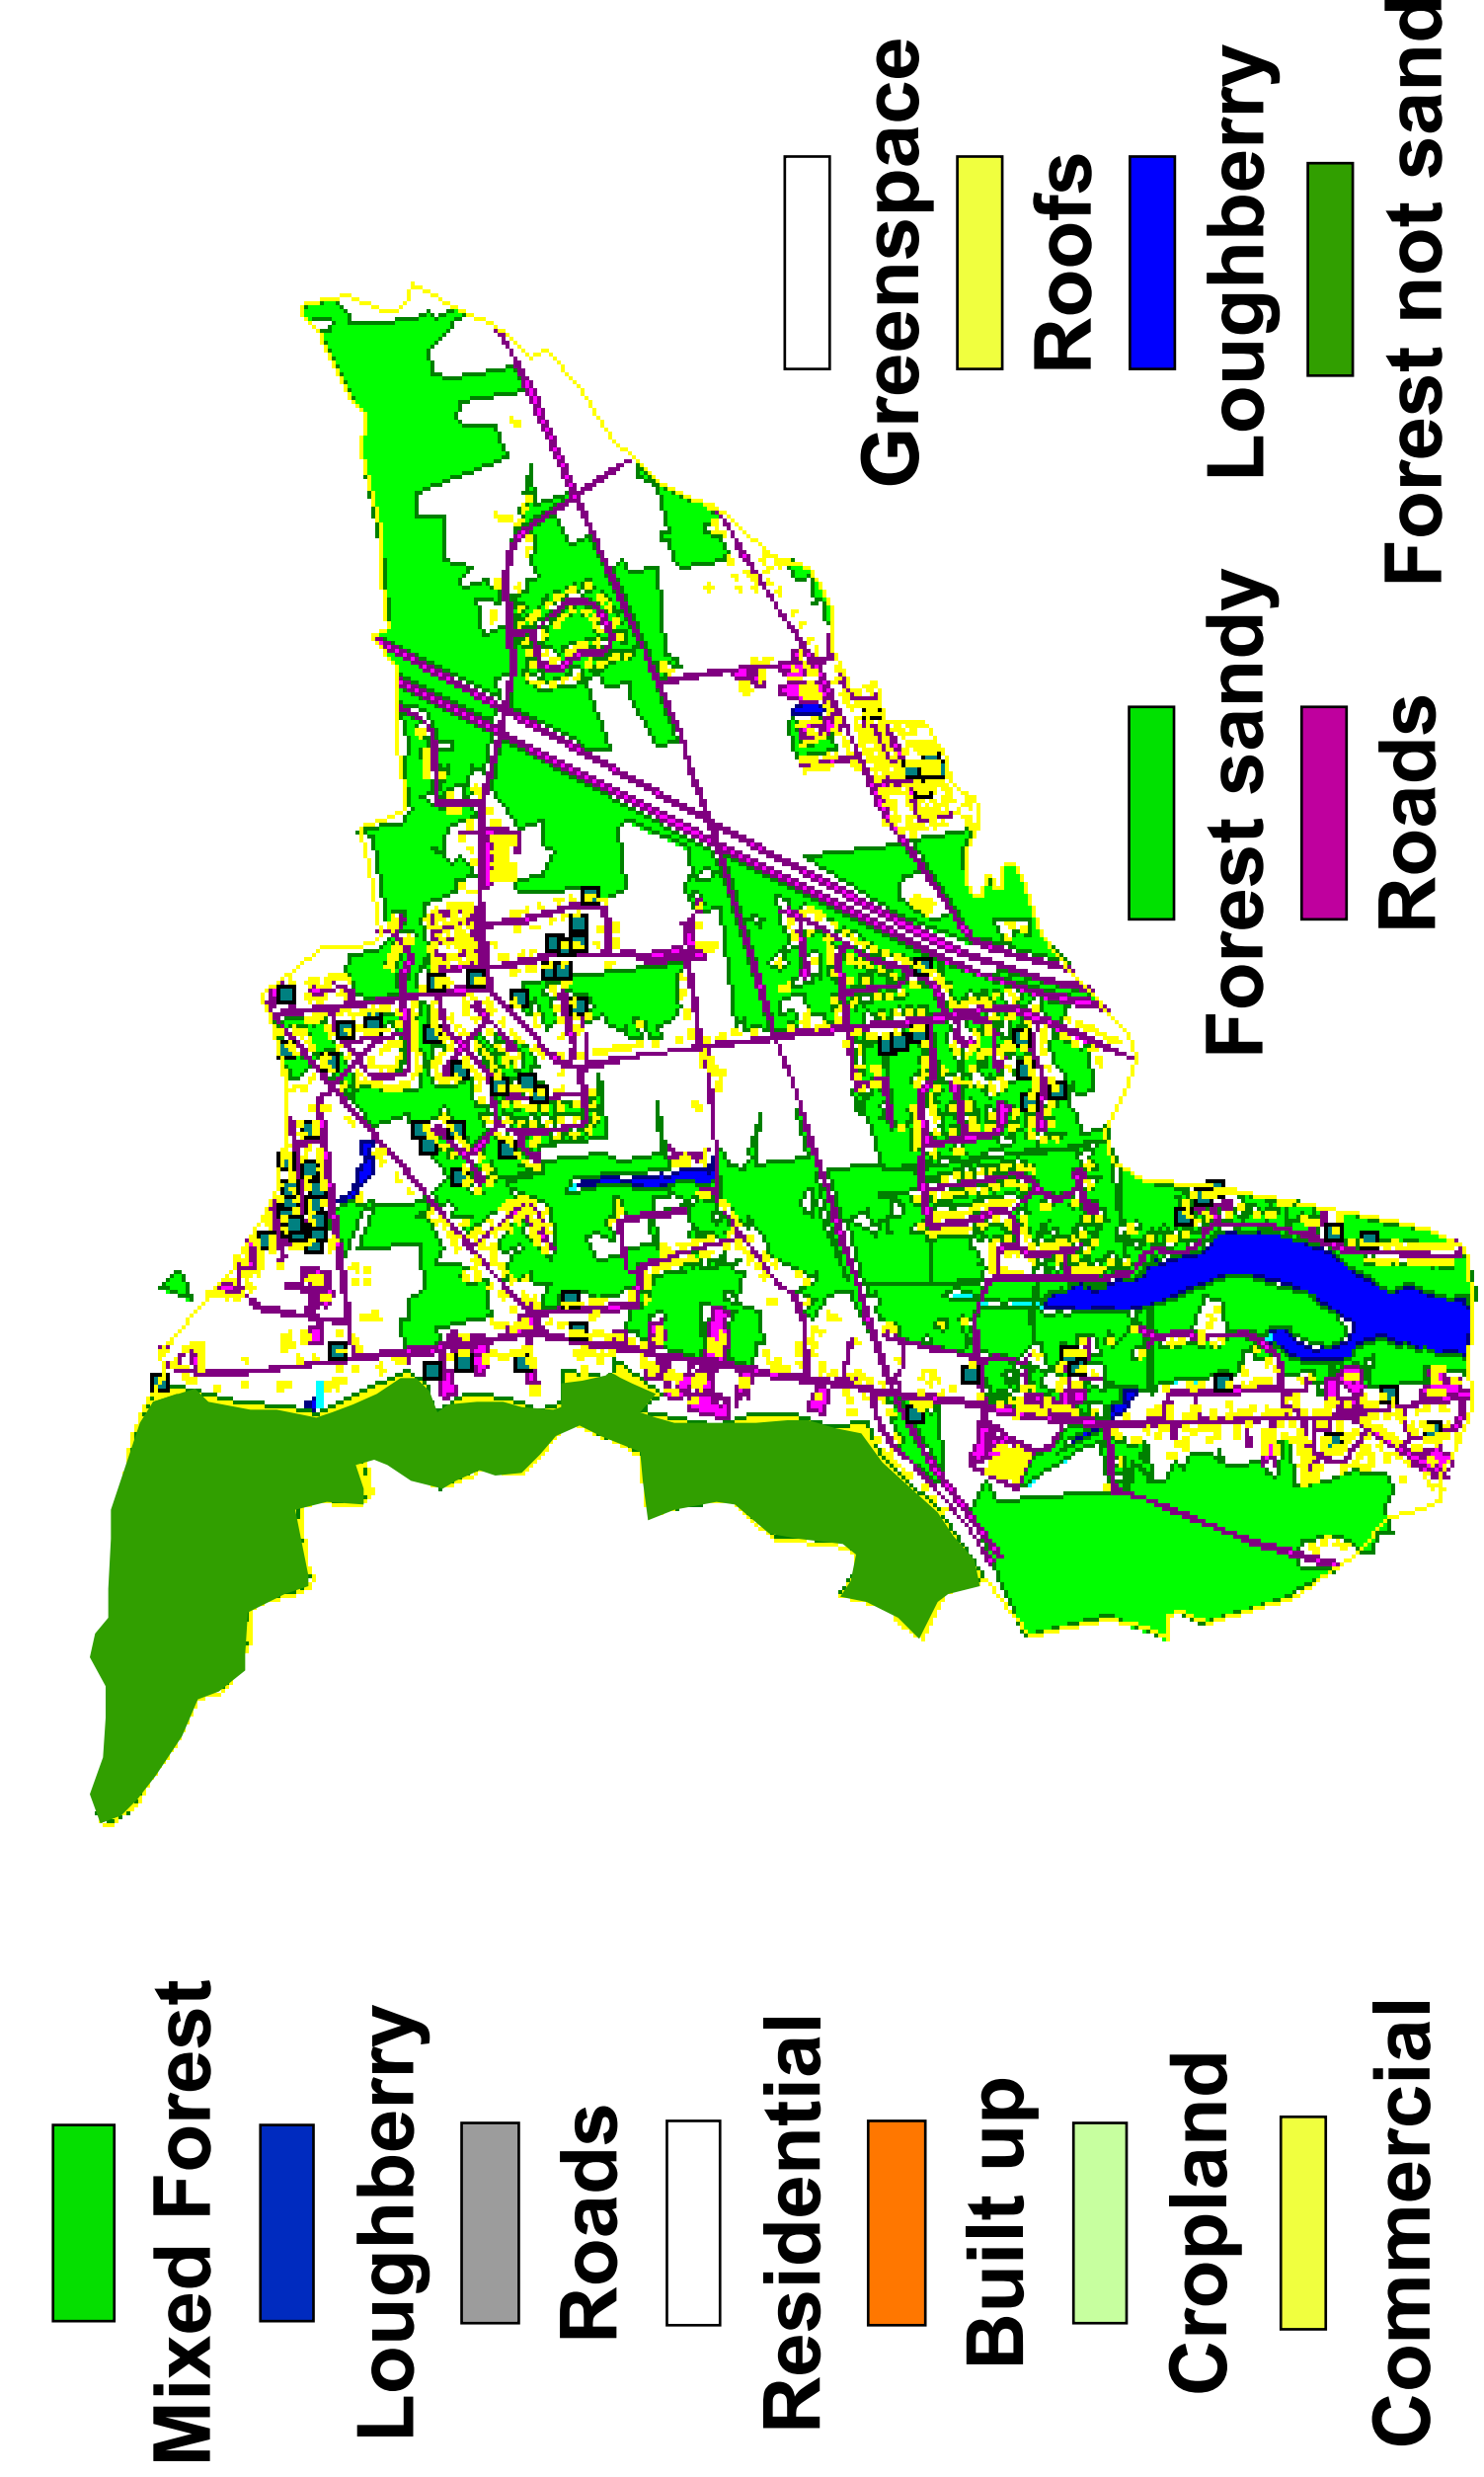 Mixed Forest
Loughberry
Roads
Residential
Built up
Cropland
Commercial
Greenspace
Roofs
Loughberry
Forest not sand
Forest sandy
Roads